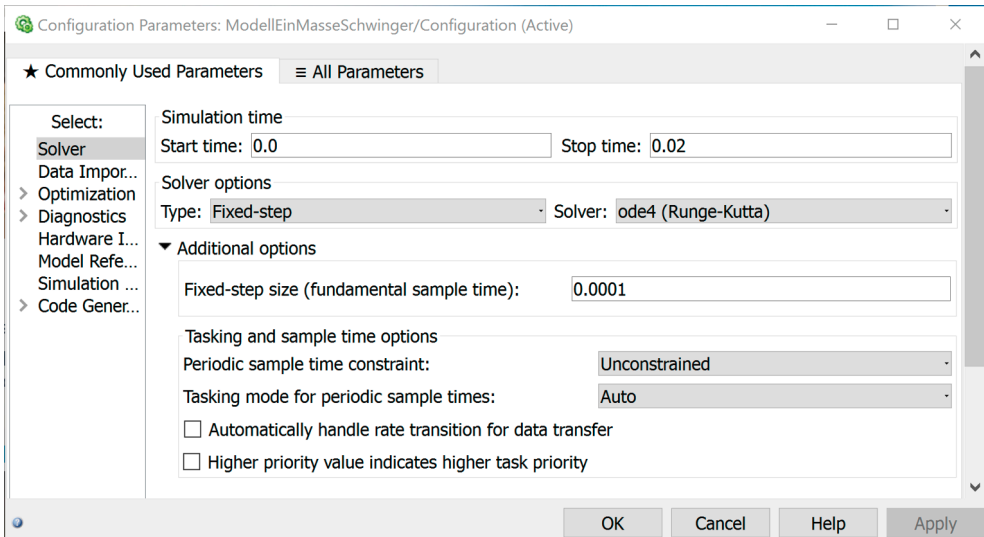 Configuration Parameters: ModellEinMasseSchwinger/Configuration (Active)
★ Commonly Used Parameters
≡ All Parameters
Select:
Solver
Data Impor...
Optimization
Diagnostics
Hardware I...
Model Refe...
Simulation ...
Code Gener...
Simulation time
Start time: 0.0 Stop time: 0.02
Solver options
Type: Fixed-step Solver: ode4 (Runge-Kutta)
Additional options
Fixed-step size (fundamental sample time): 0.0001
Tasking and sample time options
Periodic sample time constraint: Unconstrained
Tasking mode for periodic sample times: Auto
Automatically handle rate transition for data transfer
Higher priority value indicates higher task priority
OK Cancel Help Apply